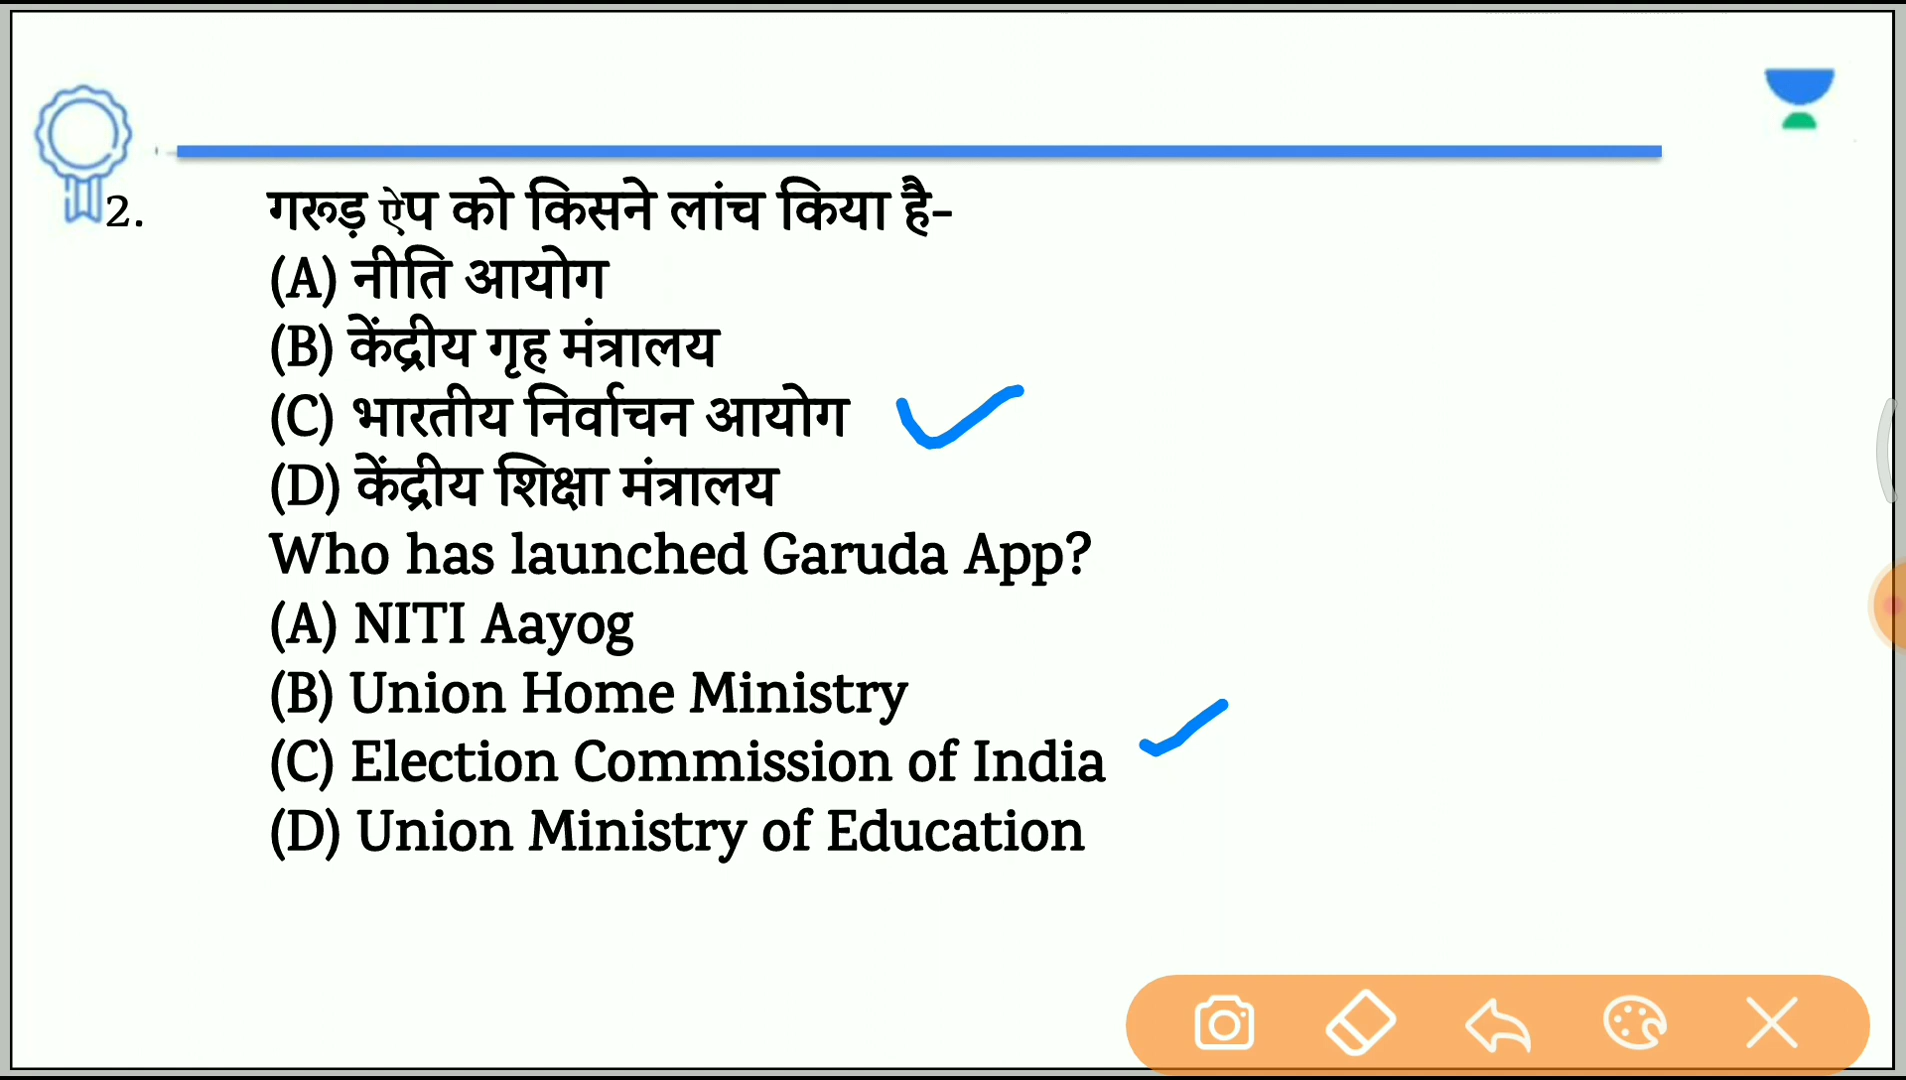 2. गरुड़ ऐप को किसने लांच किया है-
(A) नीति आयोग
(B) केंद्रीय गृह मंत्रालय
(C) भारतीय निर्वाचन आयोग
(D) केंद्रीय शिक्षा मंत्रालय
Who has launched Garuda App?
(A) NITI Aayog
(B) Union Home Ministry
(C) Election Commission of India
(D) Union Ministry of Education